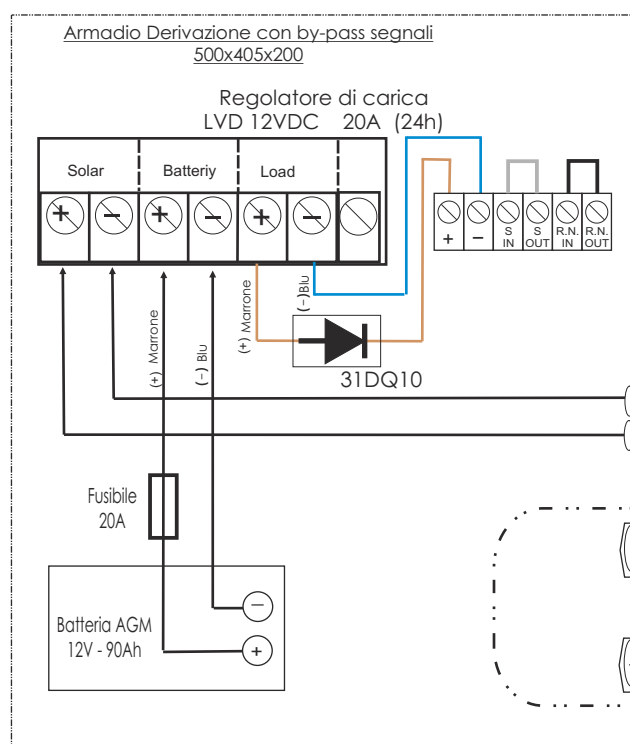 Armadio Derivazione con by-pass segnali
500x405x200
Regolatore di carica
LVD 12VDC 20A (24h)
Solar
Batteriy
Load
+
−
+
−
+
−
+
−
S
IN
S
OUT
R.N.
IN
R.N.
OUT
(+) Marrone
(−) Blu
(+) Marrone
(−)Blu
31DQ10
Fusibile
20A
Batteria AGM
12V - 90Ah
−
+